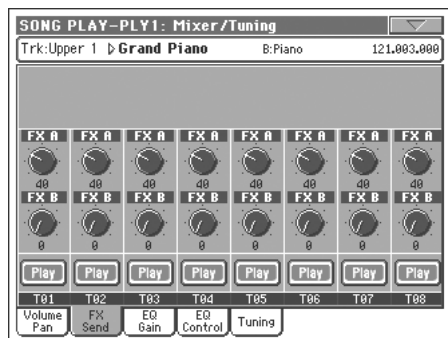 SONG PLAY-PLY1: Mixer/Tuning
Trk:Upper 1 ▷Grand Piano B:Piano 121.003.000
FX A FX A FX A FX A FX A FX A FX A FX A
40 40 40 40 40 40 40 40
FX B FX B FX B FX B FX B FX B FX B FX B
0 0 0 0 0 0 0 0
Play Play Play Play Play Play Play Play
T01 T02 T03 T04 T05 T06 T07 T08
Volume Pan FX Send EQ Gain EQ Control Tuning